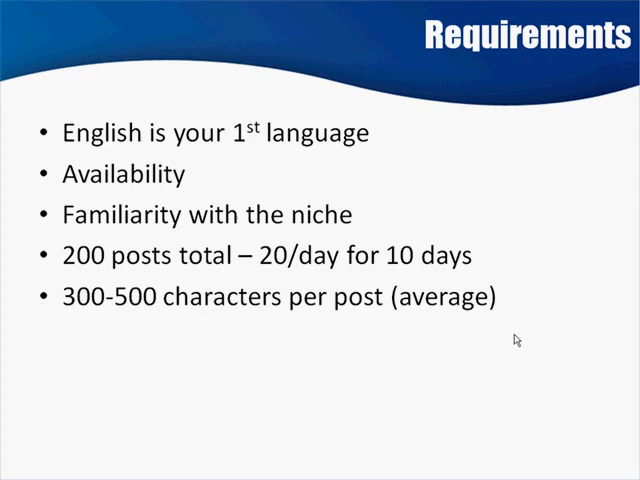 Requirements
• English is your 1st language
• Availability
• Familiarity with the niche
• 200 posts total – 20/day for 10 days
• 300-500 characters per post (average)